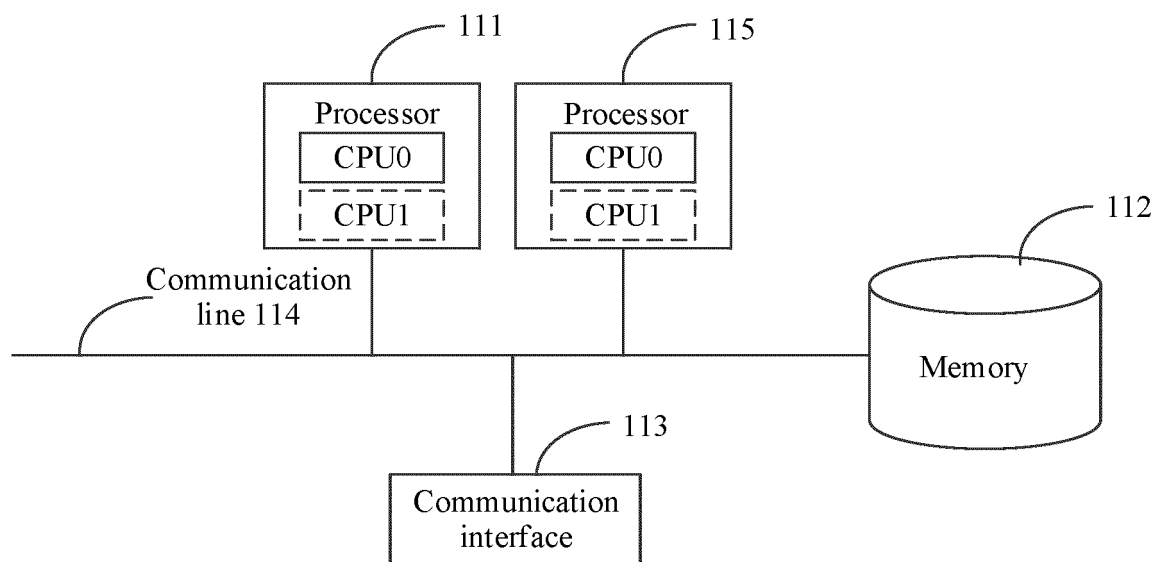 111
115
Processor
CPU0
CPU1
Processor
CPU0
CPU1
112
Communication
line 114
Memory
113
Communication
interface